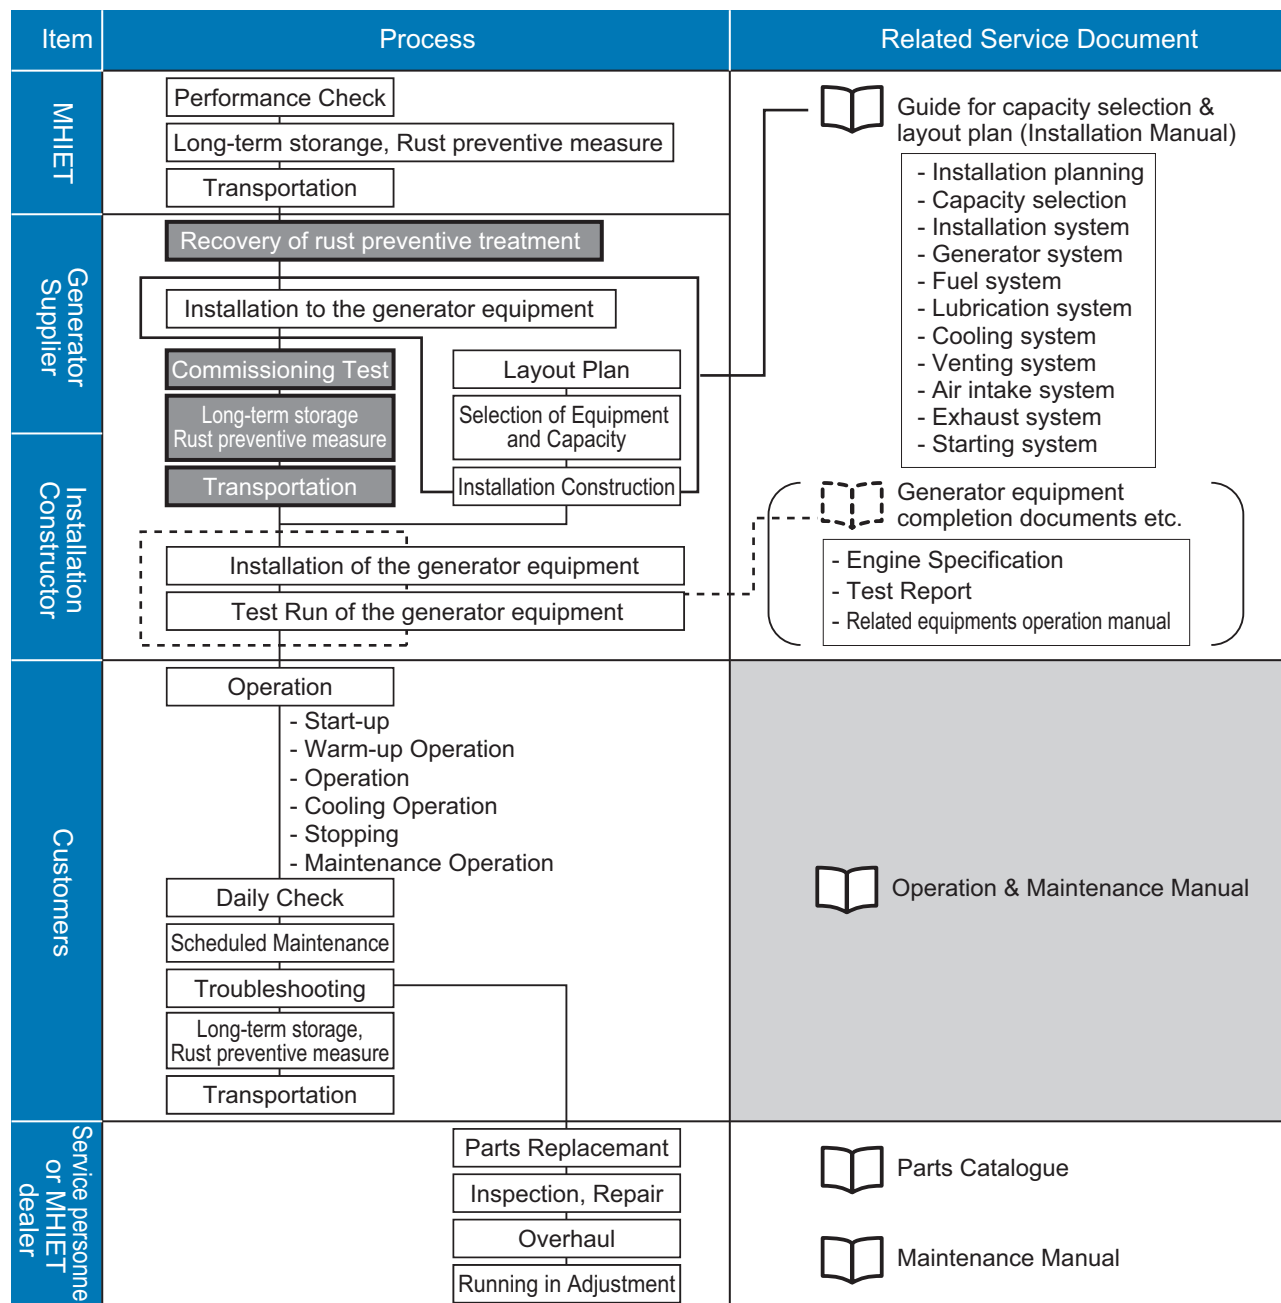 Item
Process
Related Service Document
MHIET
Performance Check
Long-term storange, Rust preventive measure
Transportation
Guide for capacity selection &
layout plan (Installation Manual)
- Installation planning
- Capacity selection
- Installation system
- Generator system
- Fuel system
- Lubrication system
- Cooling system
- Venting system
- Air intake system
- Exhaust system
- Starting system
Generator
Supplier
Recovery of rust preventive treatment
Installation to the generator equipment
Commissioning Test
Long-term storage
Rust preventive measure
Transportation
Layout Plan
Selection of Equipment
and Capacity
Installation Construction
Installation
Constructor
Installation of the generator equipment
Test Run of the generator equipment
Generator equipment
completion documents etc.
- Engine Specification
- Test Report
- Related equipments operation manual
Customers
Operation
- Start-up
- Warm-up Operation
- Operation
- Cooling Operation
- Stopping
- Maintenance Operation
Daily Check
Scheduled Maintenance
Troubleshooting
Long-term storage,
Rust preventive measure
Transportation
Operation & Maintenance Manual
Service personne
or MHIET
dealer
Parts Replacemant
Inspection, Repair
Overhaul
Running in Adjustment
Parts Catalogue
Maintenance Manual